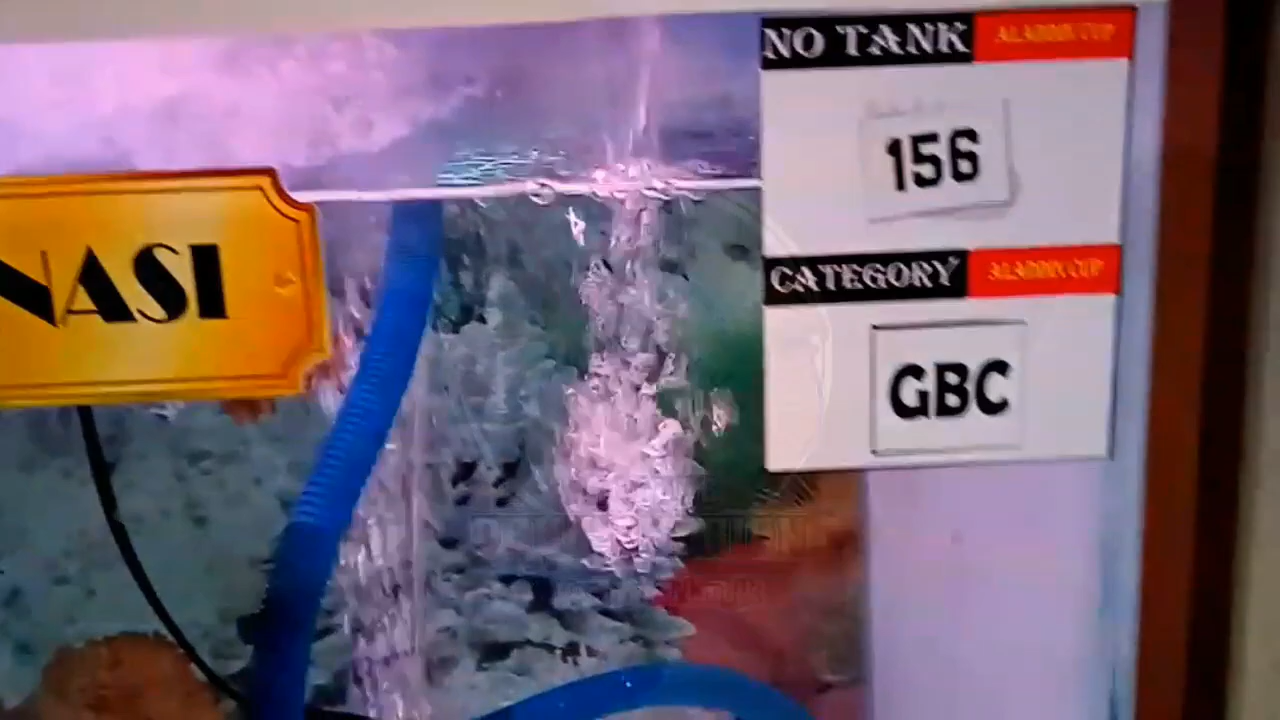 NO TANK ALADDIN CUP
156
NASI
CATEGORY ALADDIN CUP
GBC